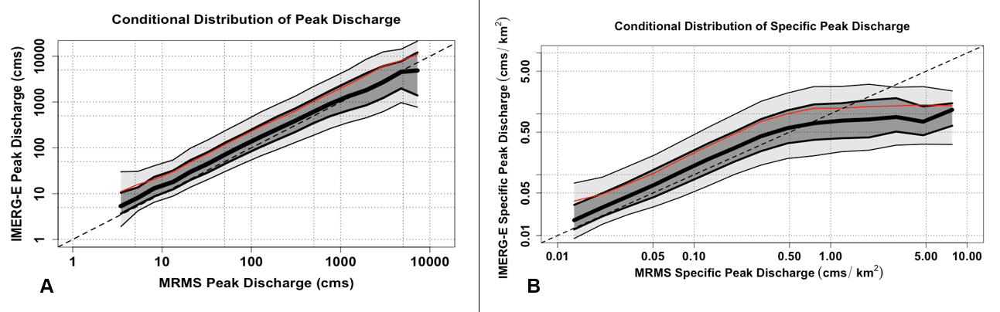 Conditional Distribution of Peak Discharge
IMERG-E Peak Discharge (cms)
10000
1000
100
10
1
1 10 100 1000 10000
MRMS Peak Discharge (cms)
A
Conditional Distribution of Specific Peak Discharge
IMERG-E Specific Peak Discharge (cms/ km²)
5.00
0.50
0.05
0.01
0.01 0.05 0.10 0.50 1.00 5.00 10.00
MRMS Specific Peak Discharge (cms/ km²)
B